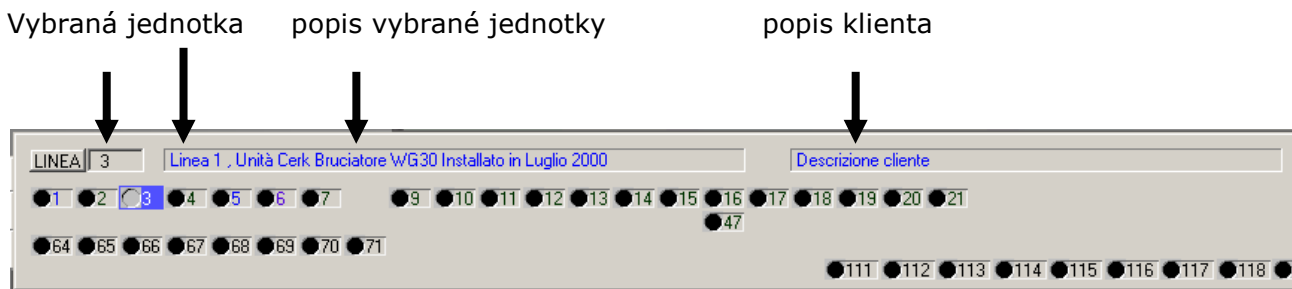 Vybraná jednotka popis vybrané jednotky popis klienta
LINEA 3 Linea 1 , Unità Cerk Bruciatore WG30 Installato in Luglio 2000 Descrizione cliente
1 2 3 4 5 6 7 9 10 11 12 13 14 15 16 17 18 19 20 21
47
64 65 66 67 68 69 70 71
111 112 113 114 115 116 117 118